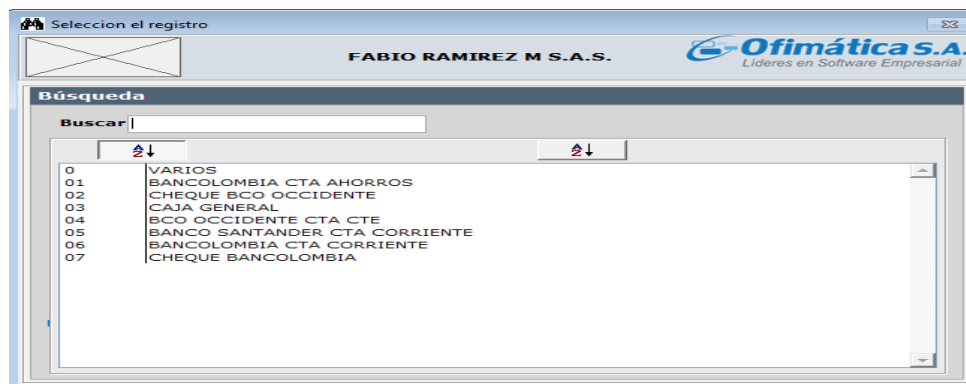 Seleccion el registro
FABIO RAMIREZ M S.A.S.
e-Ofimática S.A.
Líderes en Software Empresarial
Búsqueda
Buscar
0 VARIOS
01 BANCOLOMBIA CTA AHORROS
02 CHEQUE BCO OCCIDENTE
03 CAJA GENERAL
04 BCO OCCIDENTE CTA CTE
05 BANCO SANTANDER CTA CORRIENTE
06 BANCOLOMBIA CTA CORRIENTE
07 CHEQUE BANCOLOMBIA